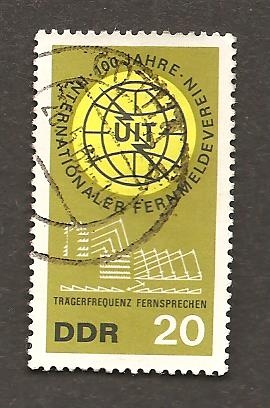 100 JAHRE · INTERNATIONALER FERNMELDEVEREIN ·
UIT
TRÄGERFREQUENZ FERNSPRECHEN
DDR 20